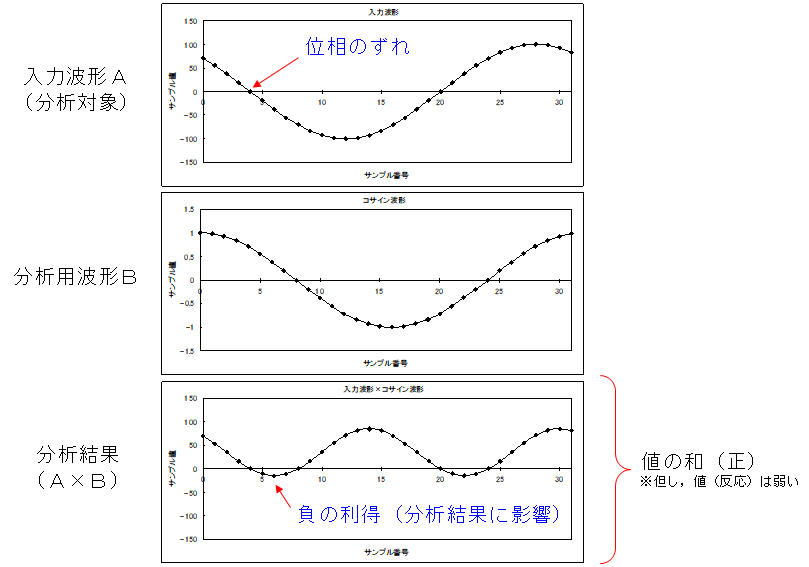 入力波形
位相のずれ
入力波形A
(分析対象)
サンプル値
150
100
50
0
-50
-100
-150
0 5 10 15 20 25 30
サンプル番号
コサイン波形
分析用波形B
サンプル値
1.5
1
0.5
0
-0.5
-1
-1.5
0 5 10 15 20 25 30
サンプル番号
入力波形×コサイン波形
分析結果
(A×B)
サンプル値
150
100
50
0
-50
-100
-150
0 5 10 15 20 25 30
負の利得(分析結果に影響)
サンプル番号
値の和(正)
※但し,値(反応)は弱い